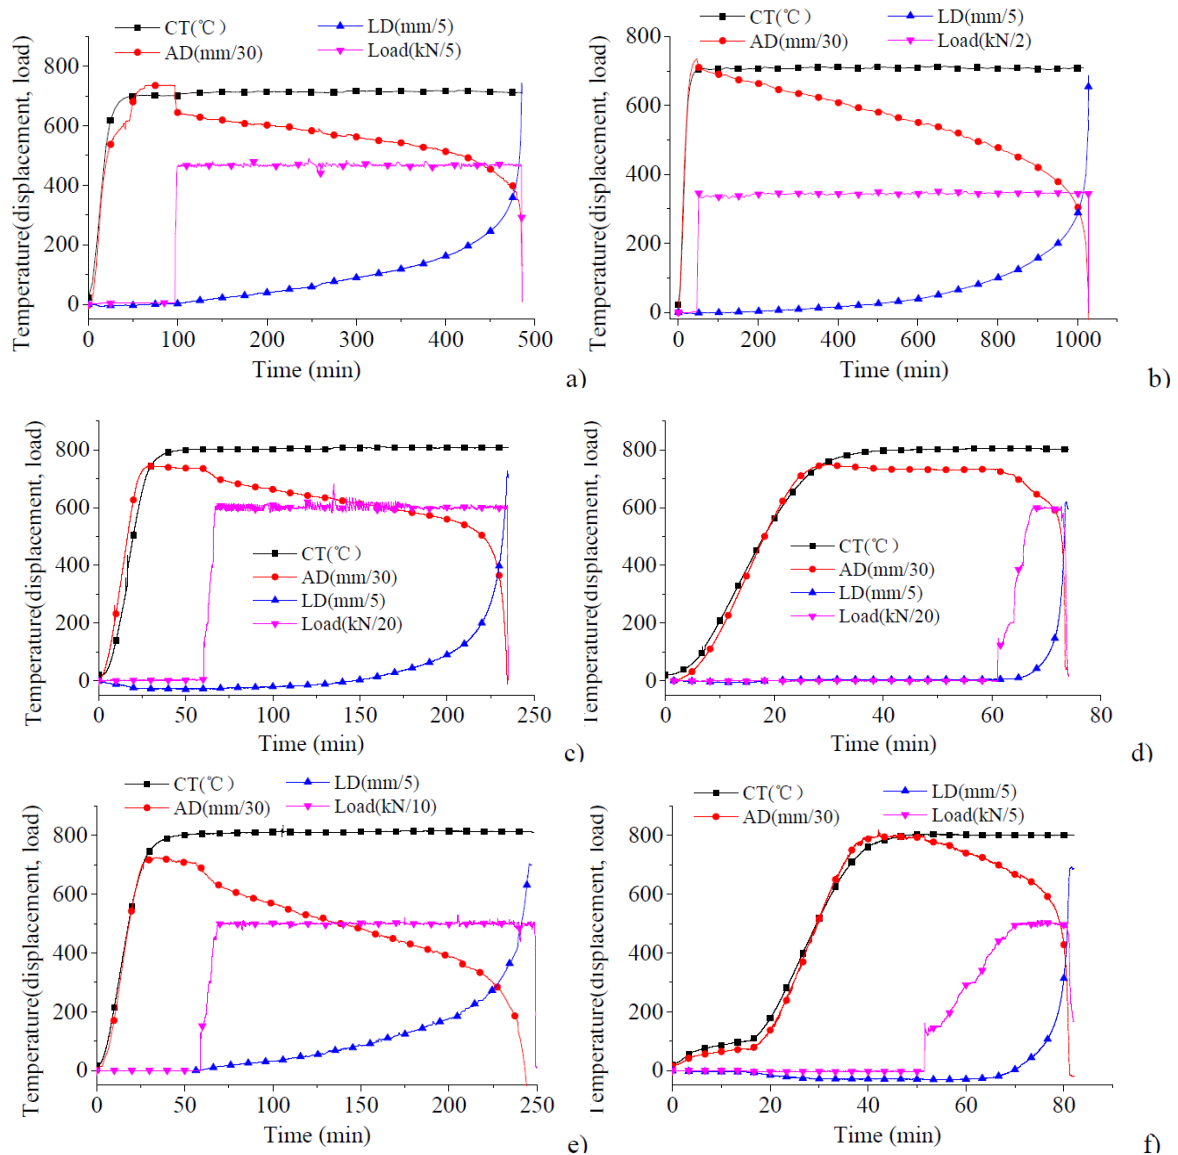 CT(℃) LD(mm/5)
AD(mm/30) Load(kN/5)
Temperature(displacement, load)
800
600
400
200
0
0 100 200 300 400 500
Time (min)
a)
CT(℃) LD(mm/5)
AD(mm/30) Load(kN/2)
Temperature(displacement, load)
800
600
400
200
0
0 200 400 600 800 1000
Time (min)
b)
Temperature(displacement, load)
800
600
400
200
0
CT(℃)
AD(mm/30)
LD(mm/5)
Load(kN/20)
0 50 100 150 200 250
Time (min)
c)
Temperature(displacement, load)
800
600
400
200
0
CT(℃)
AD(mm/30)
LD(mm/5)
Load(kN/20)
0 20 40 60 80
Time (min)
d)
CT(℃) LD(mm/5)
AD(mm/30) Load(kN/10)
Temperature(displacement, load)
800
600
400
200
0
0 50 100 150 200 250
Time (min)
e)
CT(℃) LD(mm/5)
AD(mm/30) Load(kN/5)
Temperature(displacement, load)
800
600
400
200
0
0 20 40 60 80
Time (min)
f)